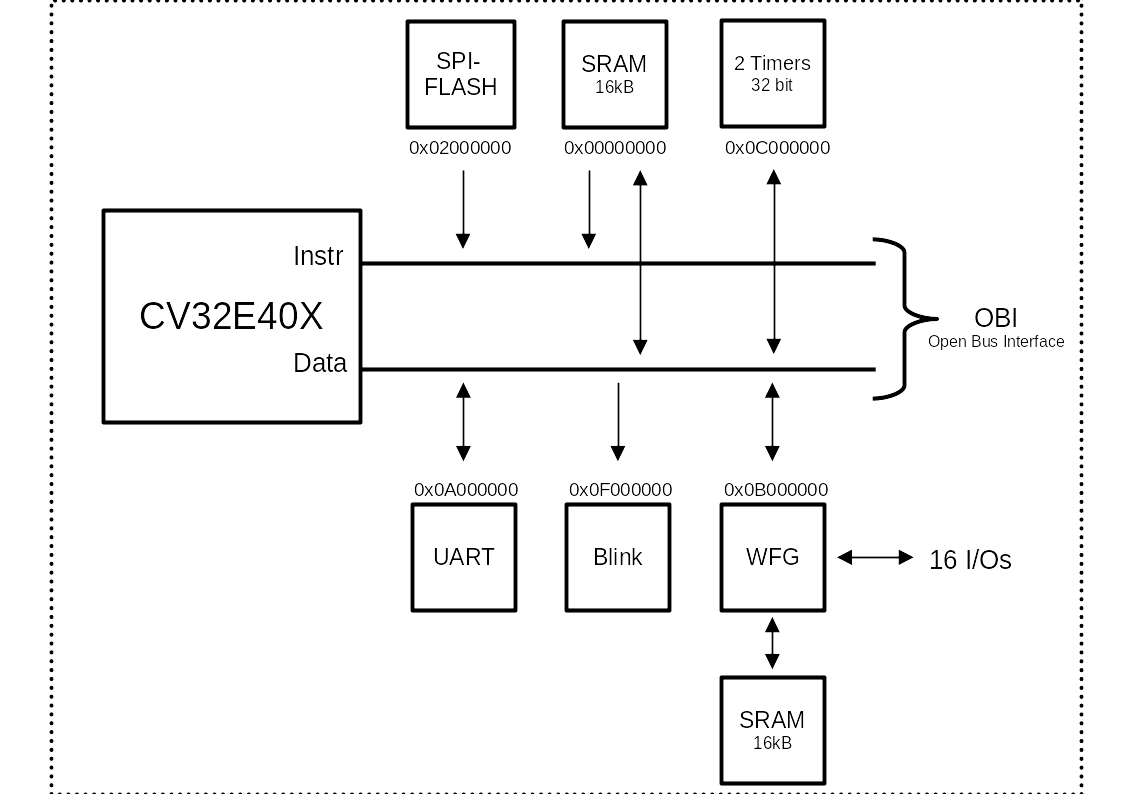 SPI-
FLASH
SRAM
16kB
2 Timers
32 bit
0x02000000
0x00000000
0x0C000000
Instr
CV32E40X
Data
OBI
Open Bus Interface
0x0A000000
0x0F000000
0x0B000000
UART
Blink
WFG
16 I/Os
SRAM
16kB